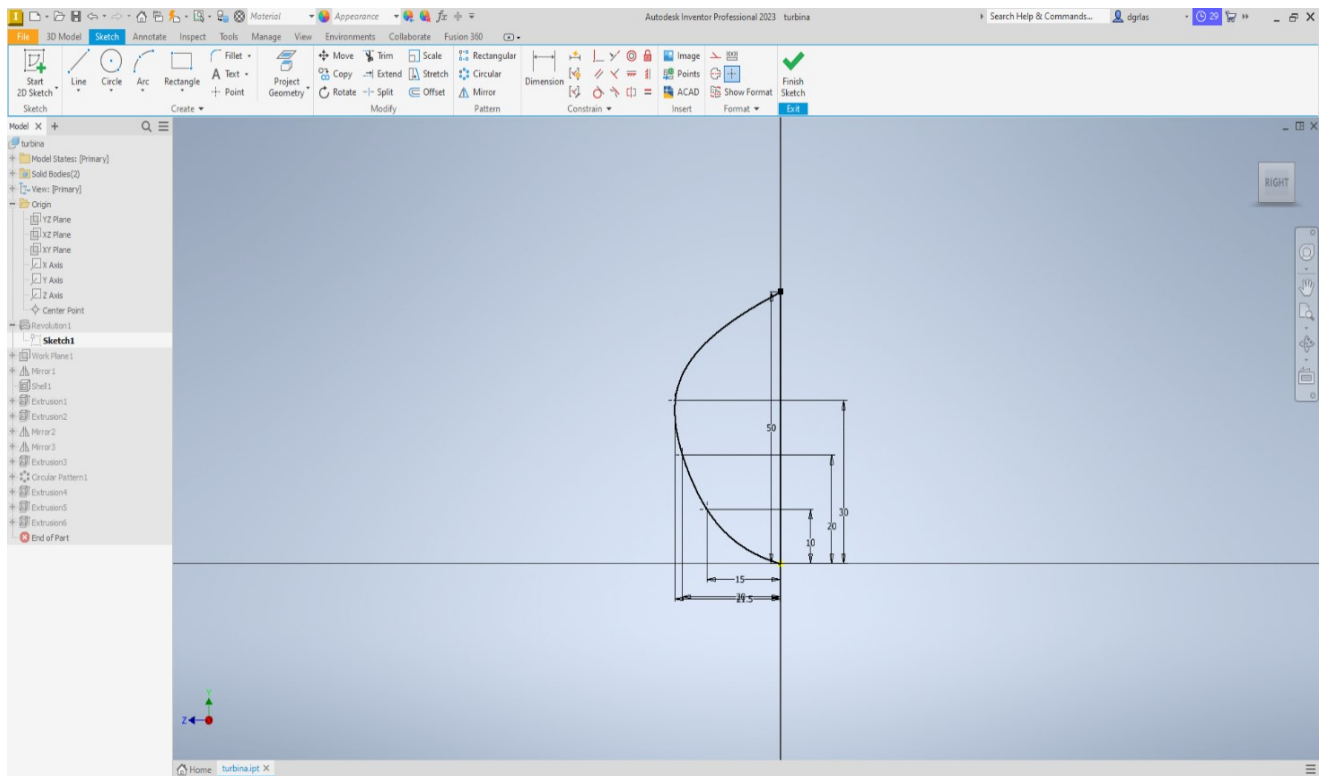 Material Appearance fx Autodesk Inventor Professional 2023 turbina Search Help & Commands... dgrlas 29
File 3D Model Sketch Annotate Inspect Tools Manage View Environments Collaborate Fusion 360
Start 2D Sketch Line Circle Arc Rectangle Fillet Text Point Project Geometry Move Copy Rotate Trim Extend Split Scale Stretch Offset Rectangular Circular Mirror Dimension Image Points ACAD Show Format Finish Sketch
Sketch Create Modify Pattern Constrain Insert Format Exit
Model
turbina
Model States: [Primary]
Solid Bodies(2)
View: [Primary]
Origin
YZ Plane
XZ Plane
XY Plane
X Axis
Y Axis
Z Axis
Center Point
Revolution1
Sketch1
Work Plane1
Mirror1
Shell1
Extrusion1
Extrusion2
Mirror2
Mirror3
Extrusion3
Circular Pattern1
Extrusion4
Extrusion5
Extrusion6
End of Part
RIGHT
50
30
20
10
15
Y
Z
Home turbina.ipt